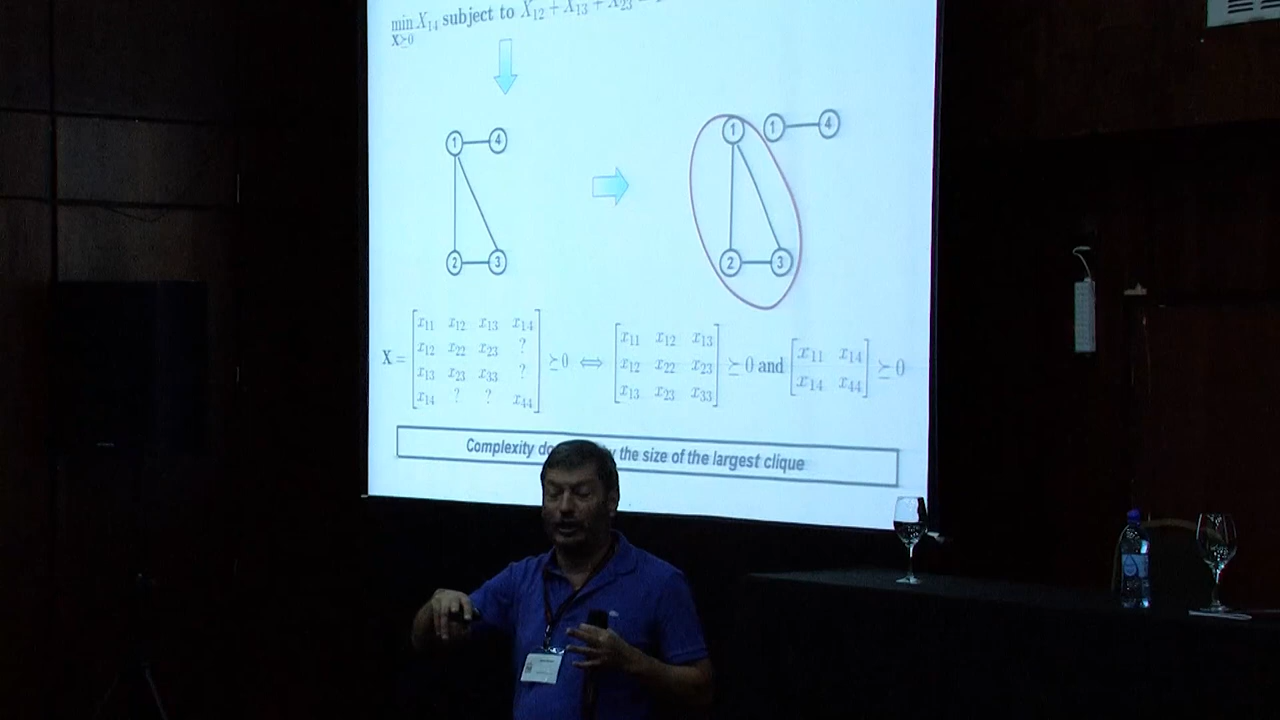 min X₁₄ subject to X₁₂ + X₁₃ + X₂₃
X⪰0
1 4
2 3
1 1 4
2 3
X = [x₁₁ x₁₂ x₁₃ x₁₄; x₁₂ x₂₂ x₂₃ ?; x₁₃ x₂₃ x₃₃ ?; x₁₄ ? ? x₄₄] ⪰ 0 ⟺ [x₁₁ x₁₂ x₁₃; x₁₂ x₂₂ x₂₃; x₁₃ x₂₃ x₃₃] ⪰ 0 and [x₁₁ x₁₄; x₁₄ x₄₄] ⪰ 0
Complexity the size of the largest clique